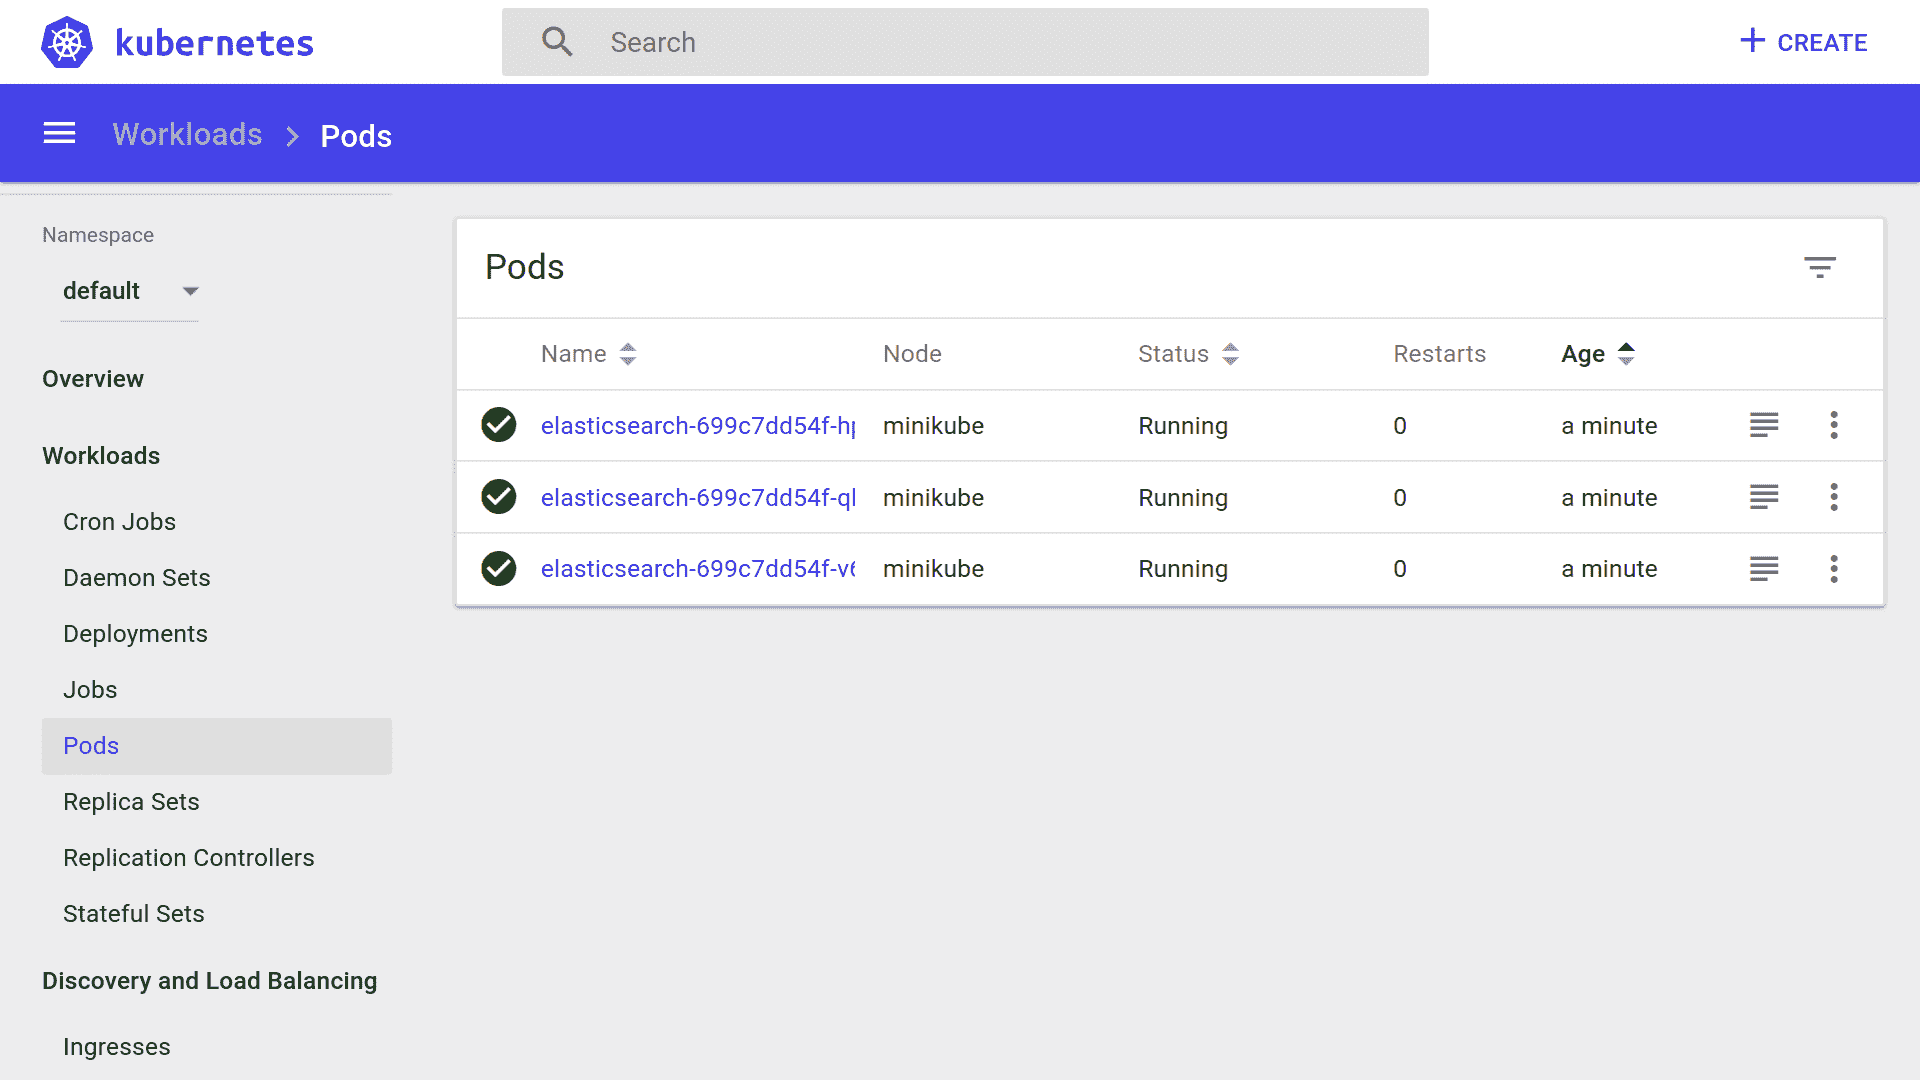 kubernetes
Search
+ CREATE
Workloads > Pods
Namespace
default
Overview
Workloads
Cron Jobs
Daemon Sets
Deployments
Jobs
Pods
Replica Sets
Replication Controllers
Stateful Sets
Discovery and Load Balancing
Ingresses
Pods
Name Node Status Restarts Age
elasticsearch-699c7dd54f-hp minikube Running 0 a minute
elasticsearch-699c7dd54f-ql minikube Running 0 a minute
elasticsearch-699c7dd54f-v6 minikube Running 0 a minute